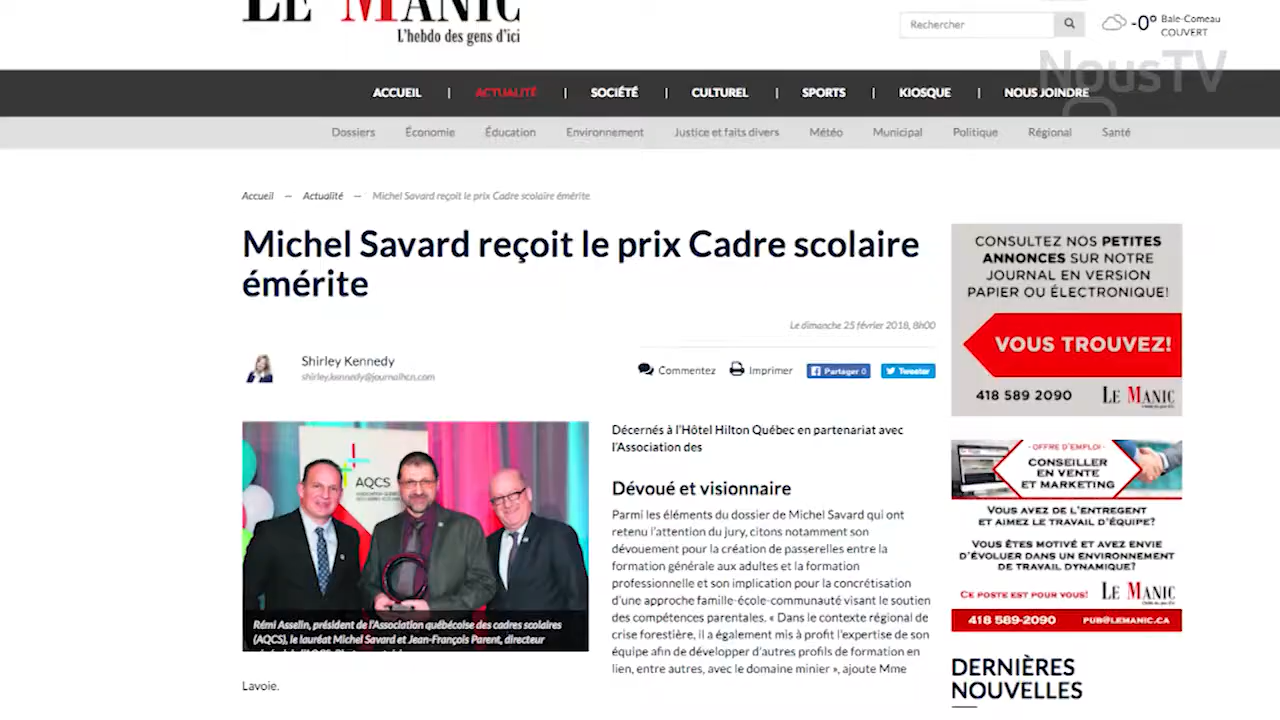 LE MANIC
L'hebdo des gens d'ici
Rechercher
-0°
Baie-Comeau
COUVERT
NousTV
ACCUEIL | ACTUALITÉ | SOCIÉTÉ | CULTUREL | SPORTS | KIOSQUE | NOUS JOINDRE
Dossiers Économie Éducation Environnement Justice et faits divers Météo Municipal Politique Régional Santé
Accueil — Actualité — Michel Savard reçoit le prix Cadre scolaire émérite
Michel Savard reçoit le prix Cadre scolaire
émérite
Le dimanche 25 février 2018, 8h00
Shirley Kennedy
shirley.kennedy@journalhcn.com
Commentez Imprimer Partager 0 Tweeter
AQCS
Rémi Asselin, président de l'Association québécoise des cadres scolaires
(AQCS), le lauréat Michel Savard et Jean-François Parent, directeur
Décernés à l'Hôtel Hilton Québec en partenariat avec
l'Association des
Dévoué et visionnaire
Parmi les éléments du dossier de Michel Savard qui ont
retenu l'attention du jury, citons notamment son
dévouement pour la création de passerelles entre la
formation générale aux adultes et la formation
professionnelle et son implication pour la concrétisation
d'une approche famille-école-communauté visant le soutien
des compétences parentales. « Dans le contexte régional de
crise forestière, il a également mis à profit l'expertise de son
équipe afin de développer d'autres profils de formation en
lien, entre autres, avec le domaine minier », ajoute Mme
Lavoie.
CONSULTEZ NOS PETITES
ANNONCES SUR NOTRE
JOURNAL EN VERSION
PAPIER OU ÉLECTRONIQUE!
VOUS TROUVEZ!
418 589 2090 LE MANIC
- OFFRE D'EMPLOI -
CONSEILLER
EN VENTE
ET MARKETING
VOUS AVEZ DE L'ENTREGENT
ET AIMEZ LE TRAVAIL D'ÉQUIPE?
VOUS ÊTES MOTIVÉ ET AVEZ ENVIE
D'ÉVOLUER DANS UN ENVIRONNEMENT
DE TRAVAIL DYNAMIQUE?
CE POSTE EST POUR VOUS! LE MANIC
418 589-2090 PUB@LEMANIC.CA
DERNIÈRES
NOUVELLES